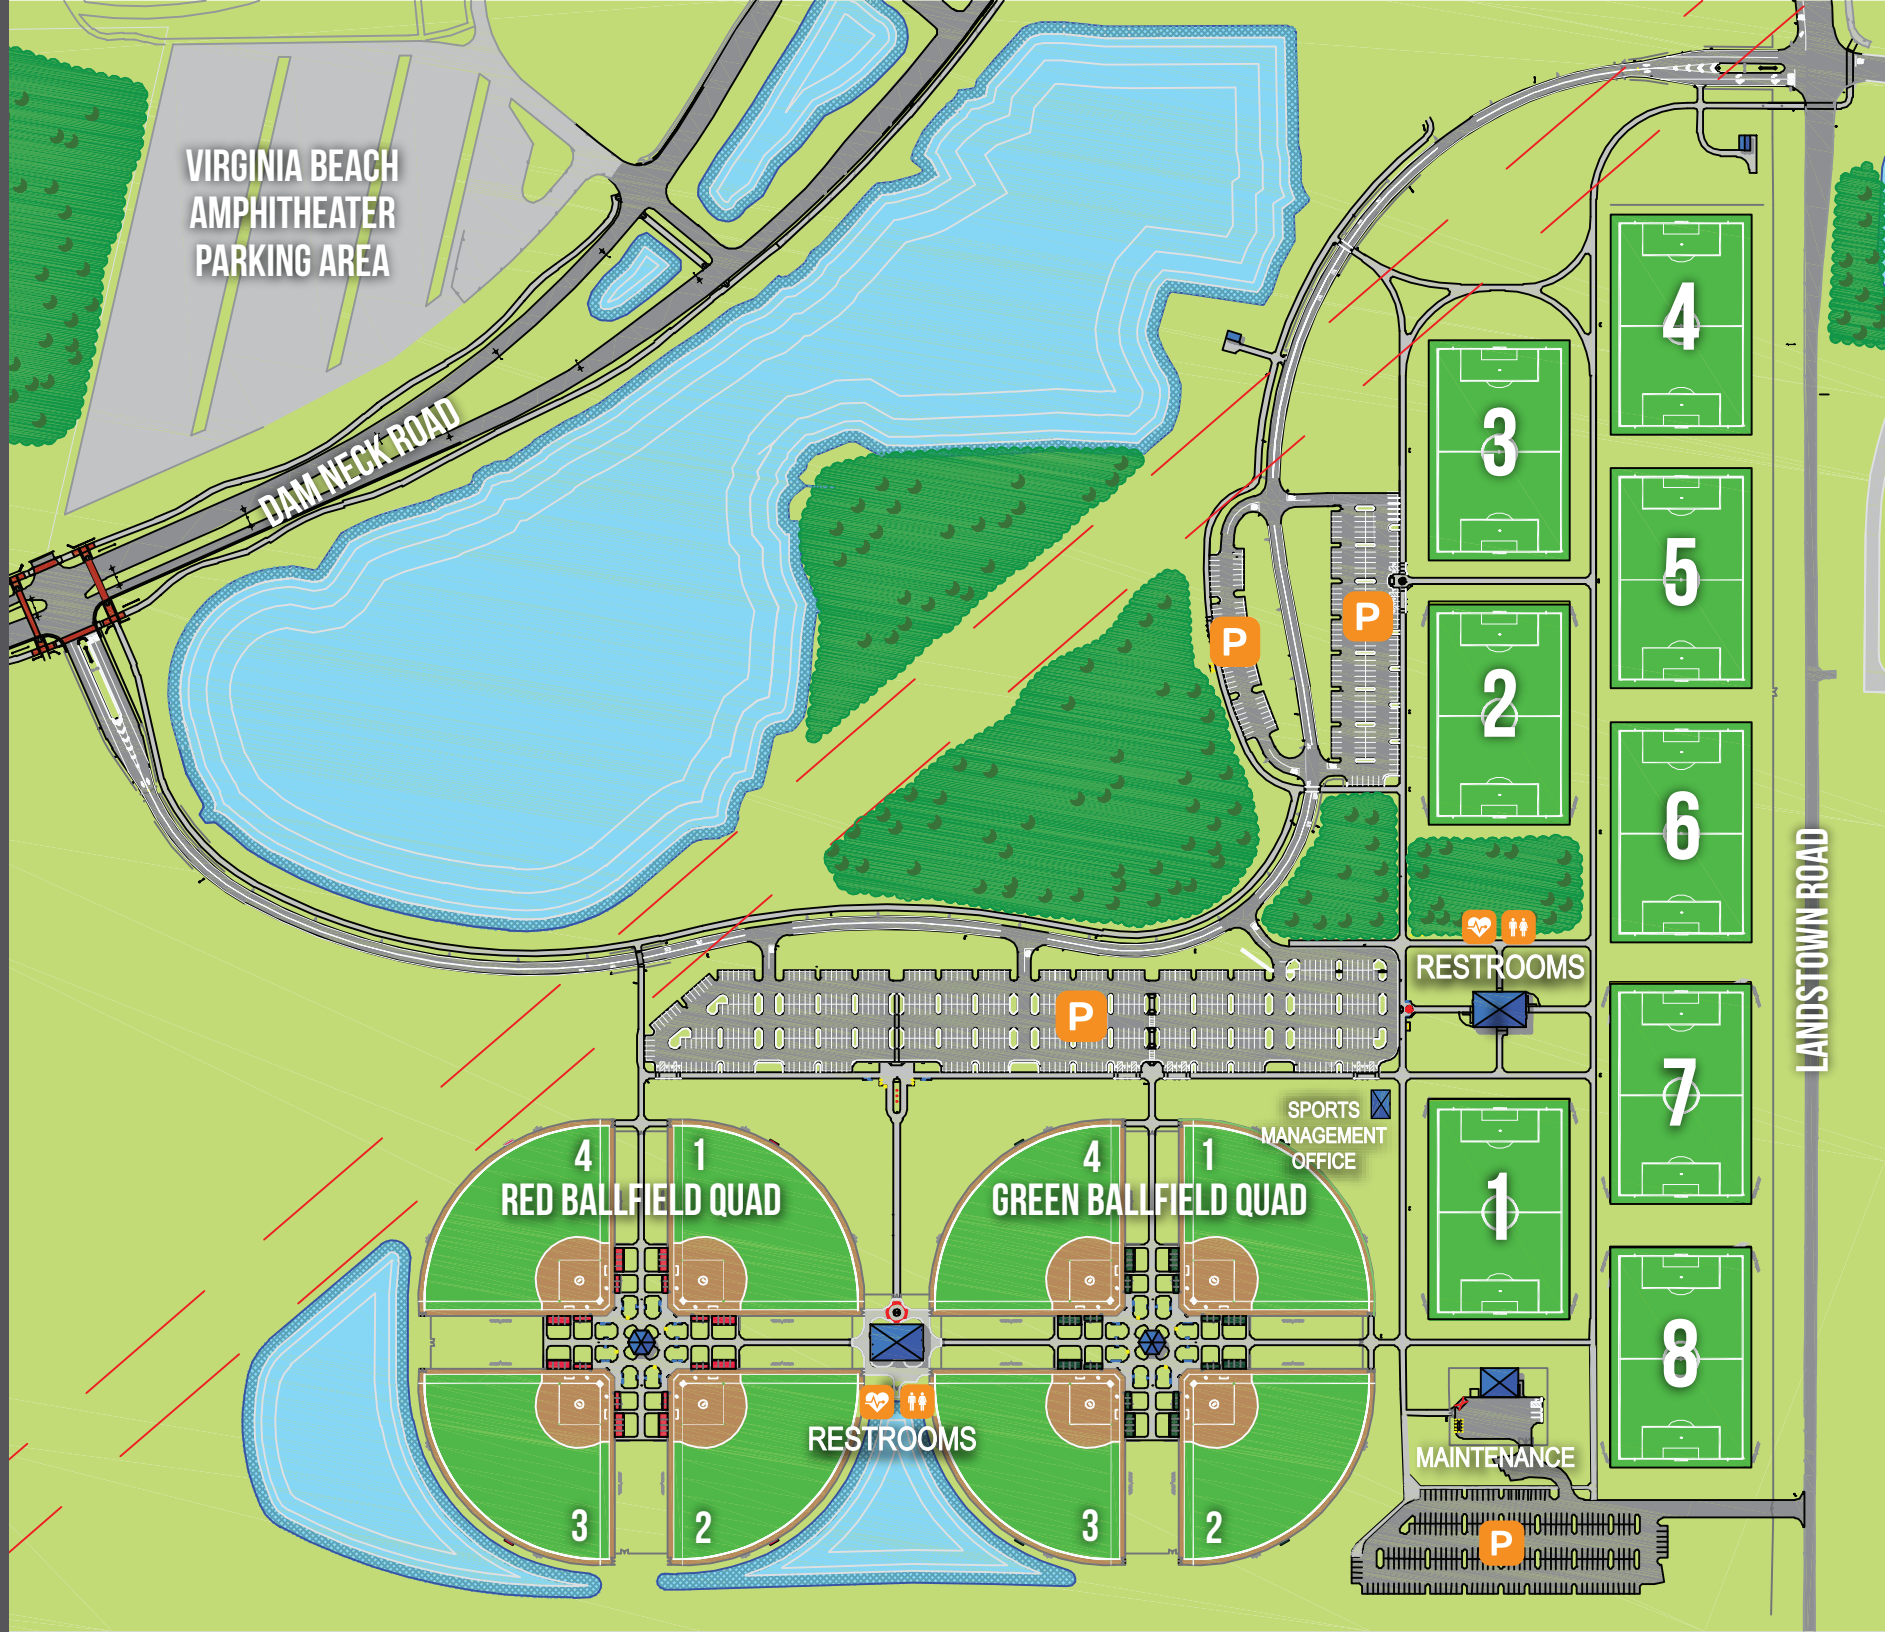 VIRGINIA BEACH
AMPHITHEATER
PARKING AREA
DAM NECK ROAD
4
3
5
2
P
P
6
LANDSTOWN ROAD
RESTROOMS
P
7
SPORTS
MANAGEMENT
OFFICE
4 1
RED BALLFIELD QUAD
4 1
GREEN BALLFIELD QUAD
1
8
RESTROOMS
MAINTENANCE
3 2
3 2
P